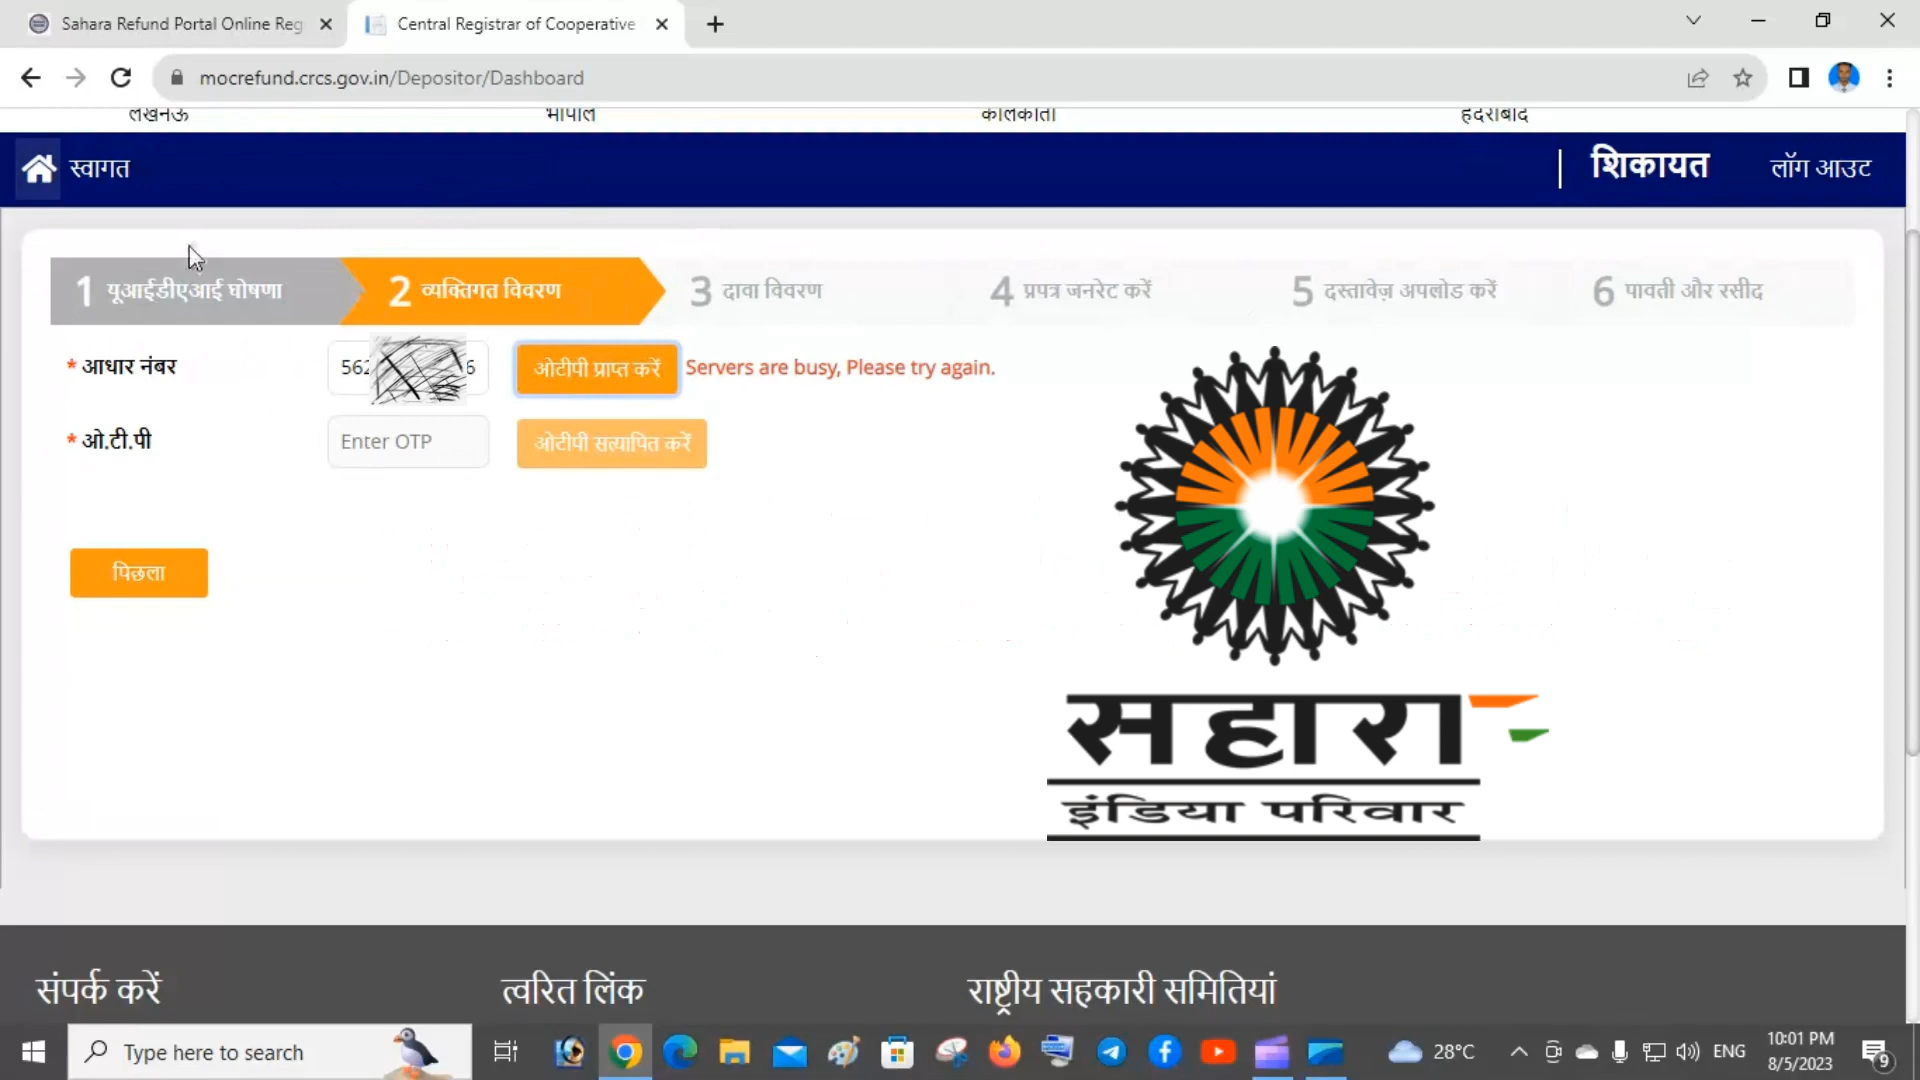 Sahara Refund Portal Online Reg
Central Registrar of Cooperative
mocrefund.crcs.gov.in/Depositor/Dashboard
लखनऊ भोपाल कोलकाता हैदराबाद
स्वागत
शिकायत लॉग आउट
1 यूआईडीएआई घोषणा
2 व्यक्तिगत विवरण
3 दावा विवरण
4 प्रपत्र जनरेट करें
5 दस्तावेज़ अपलोड करें
6 पावती और रसीद
* आधार नंबर 562 6 ओटीपी प्राप्त करें Servers are busy, Please try again.
* ओ.टी.पी Enter OTP ओटीपी सत्यापित करें
पिछला
सहारा
इंडिया परिवार
संपर्क करें त्वरित लिंक राष्ट्रीय सहकारी समितियां
Type here to search
28°C
ENG
10:01 PM
8/5/2023
9